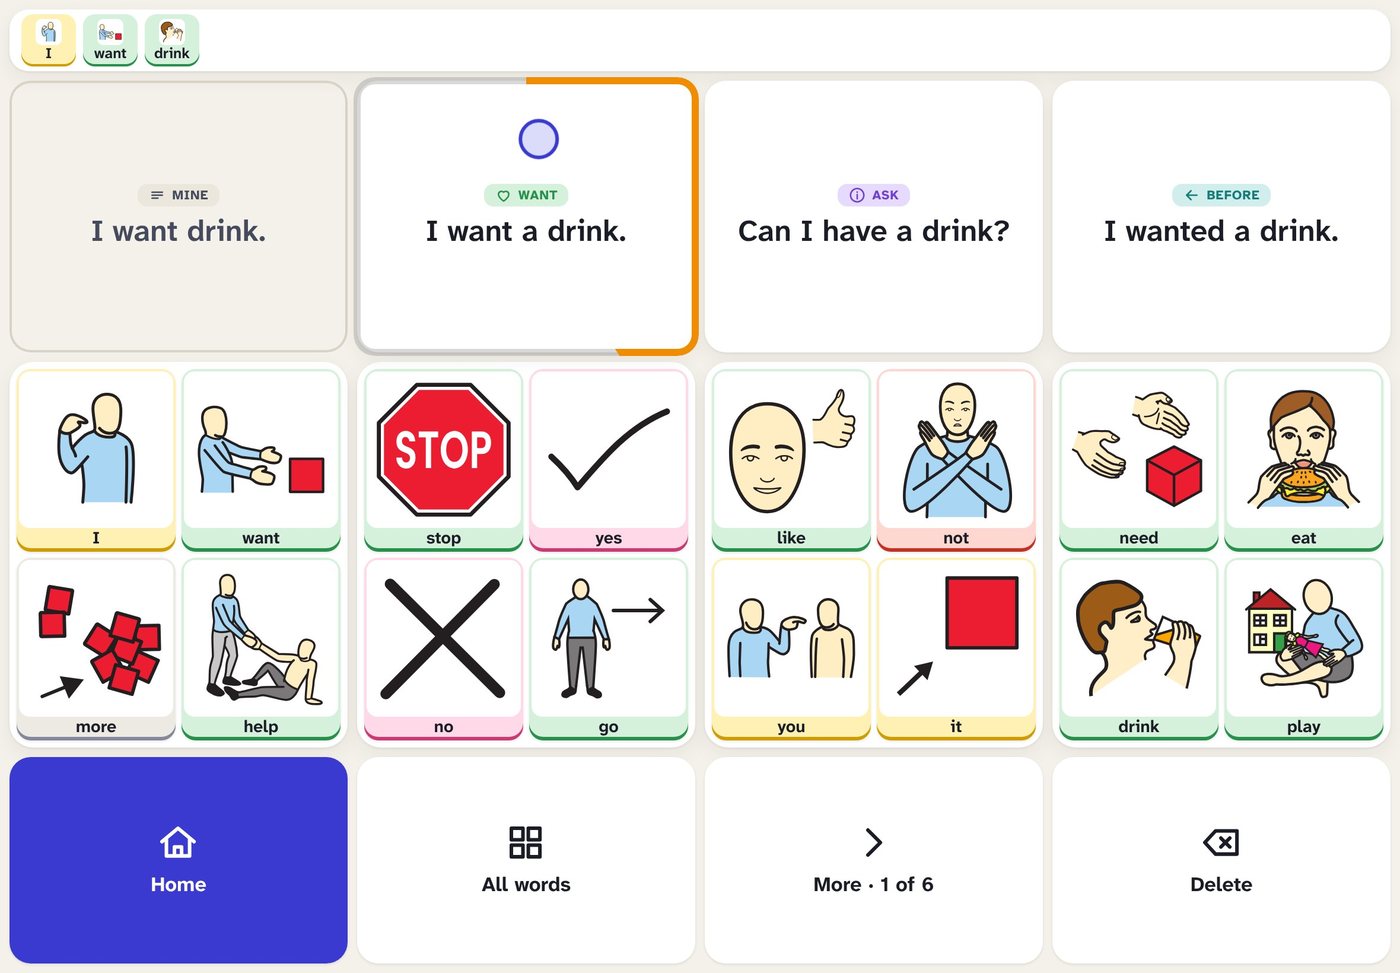 I want drink
MINE
I want drink.
WANT
I want a drink.
ASK
Can I have a drink?
BEFORE
I wanted a drink.
STOP
I want stop yes like not need eat
more help no go you it drink play
Home
All words
More · 1 of 6
Delete